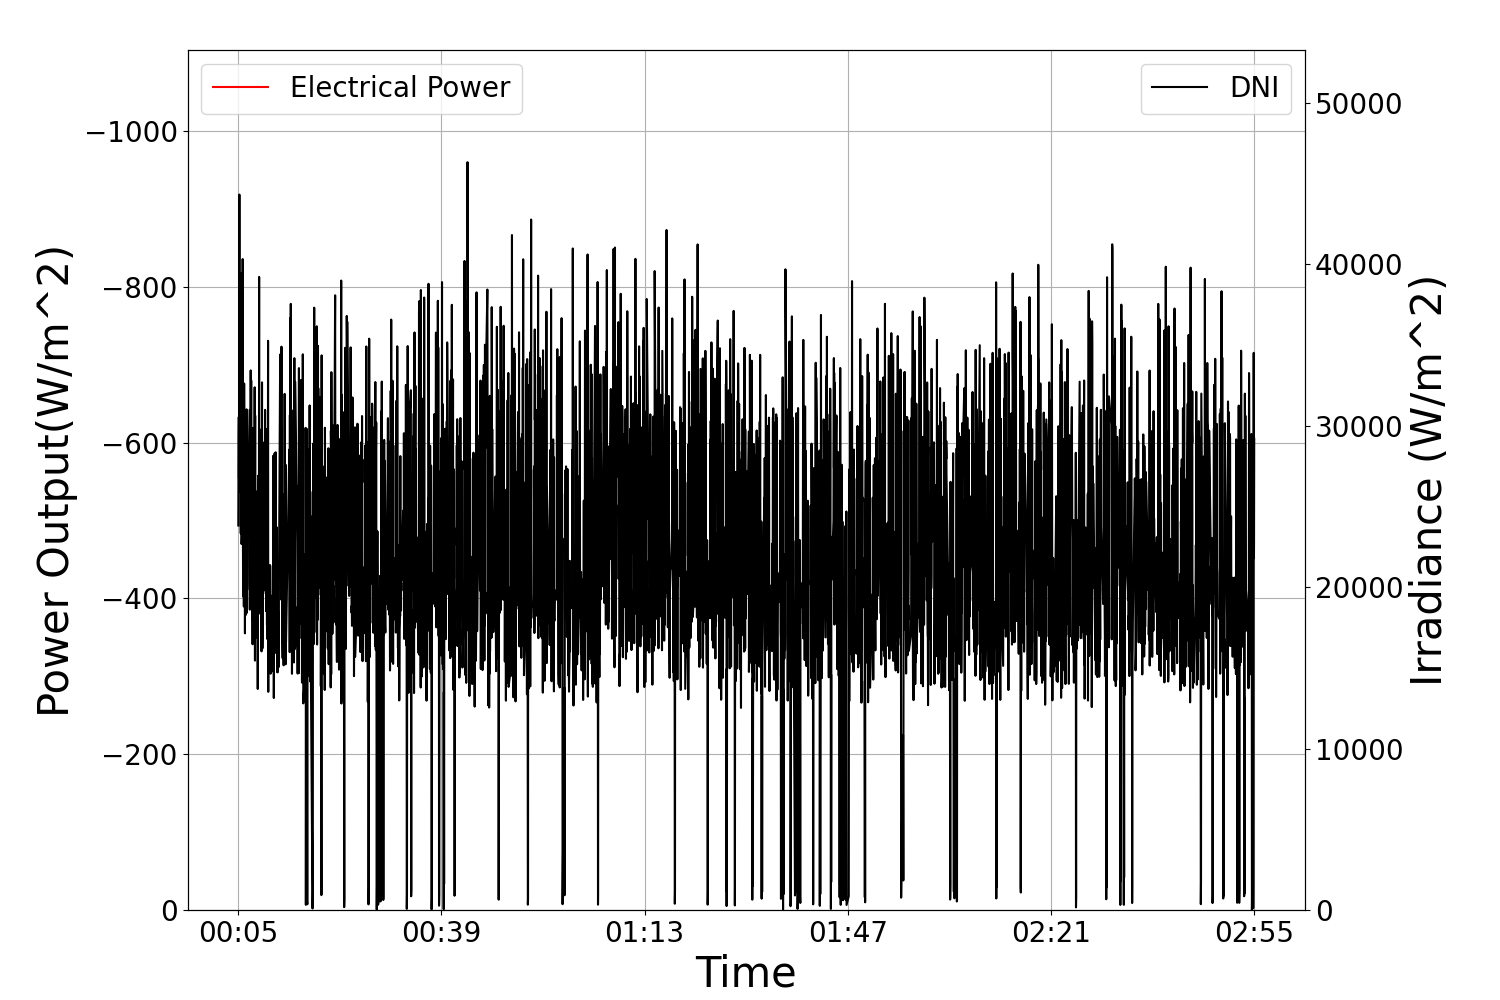 Electrical Power
DNI
Power Output(W/m^2)
−1000
−800
−600
−400
−200
0
50000
40000
30000
20000
10000
0
Irradiance (W/m^2)
00:05 00:39 01:13 01:47 02:21 02:55
Time